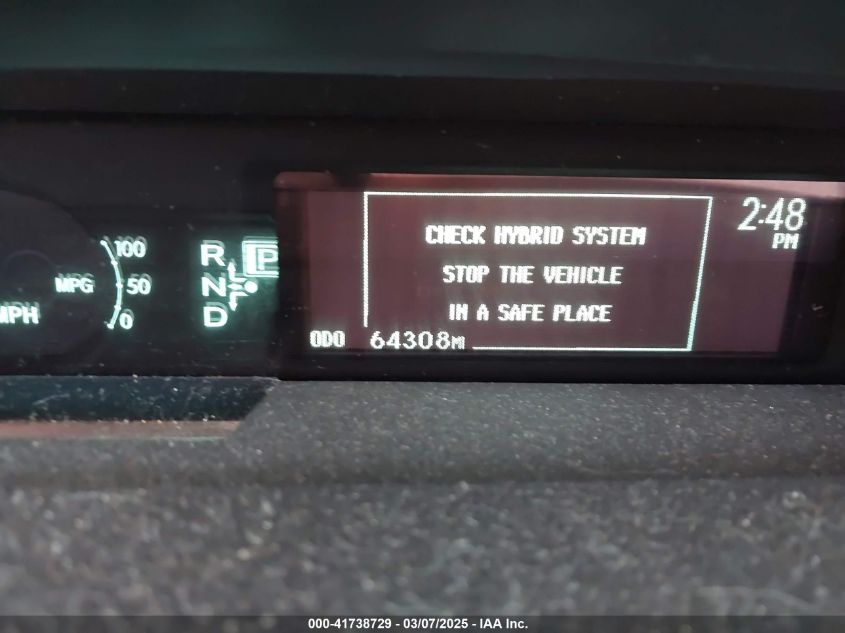 100
MPG 50
MPH 0
R P
N
D
CHECK HYBRID SYSTEM
STOP THE VEHICLE
IN A SAFE PLACE
2:48
PM
ODO 64308MI
000-41738729 - 03/07/2025 - IAA Inc.